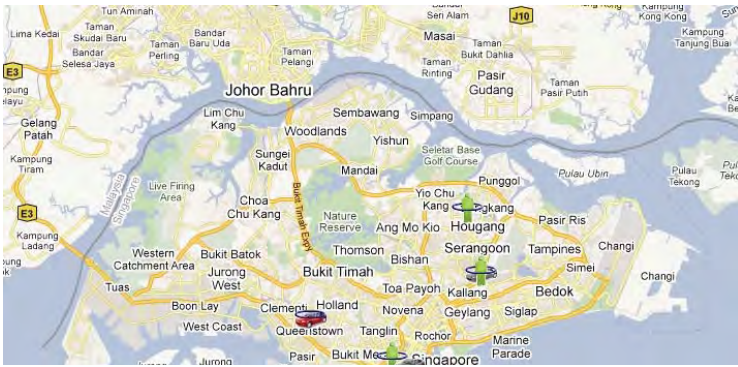 Tun Aminah
Lima Kedai
Taman
Skudai Baru
Bandar
Selesa Jaya
Taman
Perling
Bandar
Baru Uda
Taman
Pelangi
Masai
Bandar
Seri Alam
J10
Kampung
Kong Kong
Kampung
Tanjung Buai
Taman
Bukit Dahlia
Taman
Rinting
Pasir
Gudang
Taman
Pasir Putih
E3
Gelang
Patah
Johor Bahru
Lim Chu
Kang
Sembawang
Simpang
Woodlands
Yishun
Seletar Base
Golf Course
Pulau Ubin
Pulau
Tekong
Kampung
Tiram
Malaysia
Singapore
Live Firing
Area
Sungei
Kadut
Mandai
Punggol
Choa
Chu Kang
Bukit Timah Expy
Nature
Reserve
Yio Chu
Kang
gkang
Hougang
Pasir Ris
E3
Kampung
Ladang
Ang Mo Kio
Thomson
Serangoon
Tampines
Changi
Western
Catchment Area
Bukit Batok
Bishan
Simei
Changi
Tuas
Jurong
West
Bukit Timah
Toa Payoh
Kallang
Bedok
Boon Lay
Clementi
Holland
Novena
Geylang
Siglap
West Coast
Queenstown
Tanglin
Rochor
Marine
Parade
Jurong
Pasir
Bukit Me
Singapore